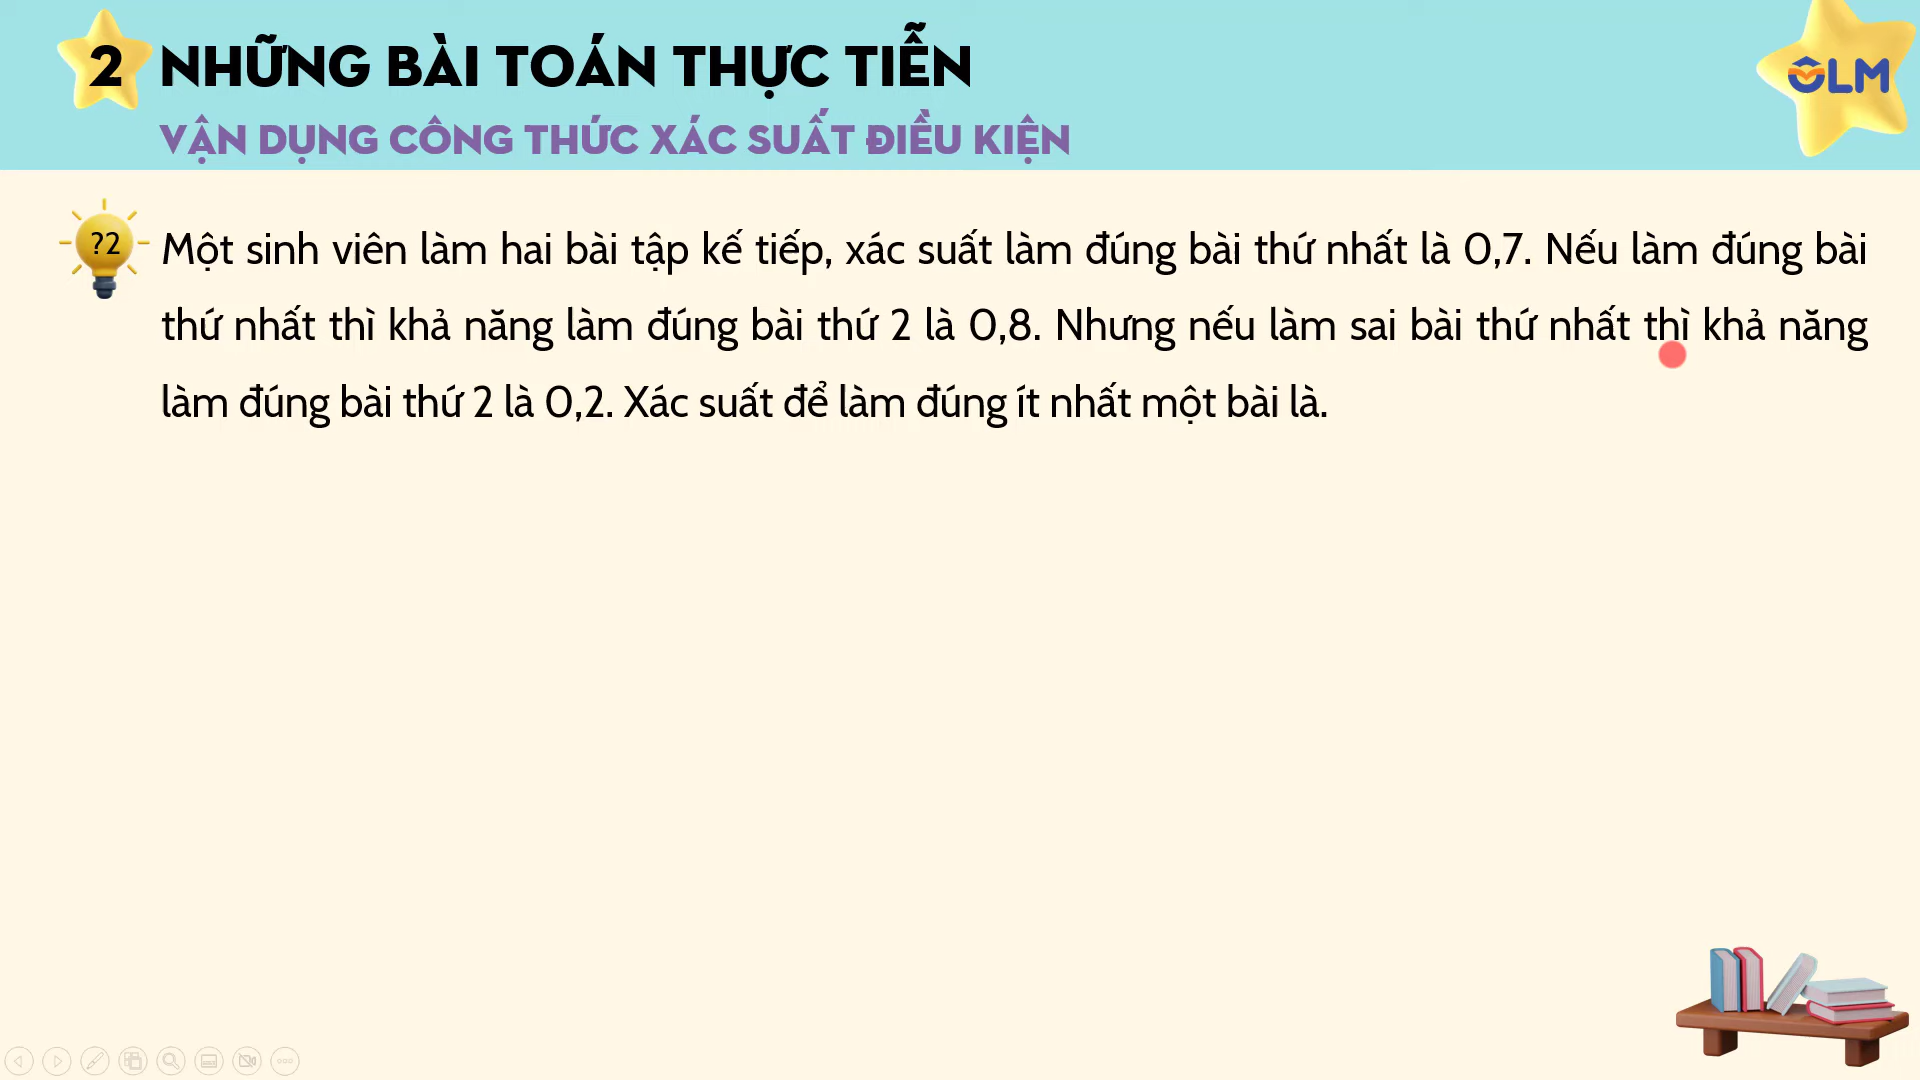 2 NHỮNG BÀI TOÁN THỰC TIỄN
VẬN DỤNG CÔNG THỨC XÁC SUẤT ĐIỀU KIỆN
OLM
?2
Một sinh viên làm hai bài tập kế tiếp, xác suất làm đúng bài thứ nhất là 0,7. Nếu làm đúng bài
thứ nhất thì khả năng làm đúng bài thứ 2 là 0,8. Nhưng nếu làm sai bài thứ nhất thì khả năng
làm đúng bài thứ 2 là 0,2. Xác suất để làm đúng ít nhất một bài là.